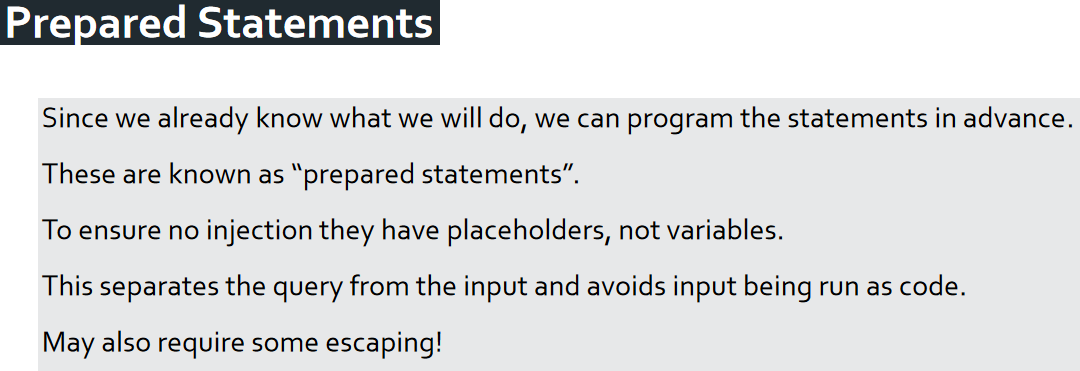 Prepared Statements
Since we already know what we will do, we can program the statements in advance.
These are known as “prepared statements”.
To ensure no injection they have placeholders, not variables.
This separates the query from the input and avoids input being run as code.
May also require some escaping!